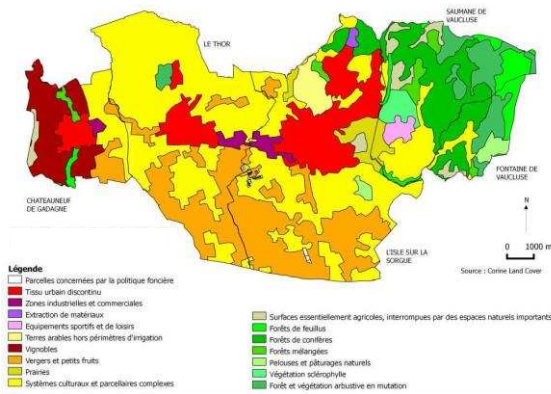 SAUMANE DE
VAUCLUSE
LE THOR
FONTAINE DE
VAUCLUSE
CHATEAUNEUF
DE GADAGNE
N
L'ISLE SUR LA
SORGUE
0 1000 m
Source : Corine Land Cover
Légende
Parcelles concernées par la politique foncière
Tissu urbain discontinu
Zones industrielles et commerciales
Extraction de matériaux
Equipements sportifs et de loisirs
Terres arables hors périmètres d'irrigation
Vignobles
Vergers et petits fruits
Prairies
Systèmes culturaux et parcellaires complexes
Surfaces essentiellement agricoles, interrompues par des espaces naturels importants
Forêts de feuillus
Forêts de conifères
Forêts mélangées
Pelouses et pâturages naturels
Végétation sclérophylle
Forêt et végétation arbustive en mutation